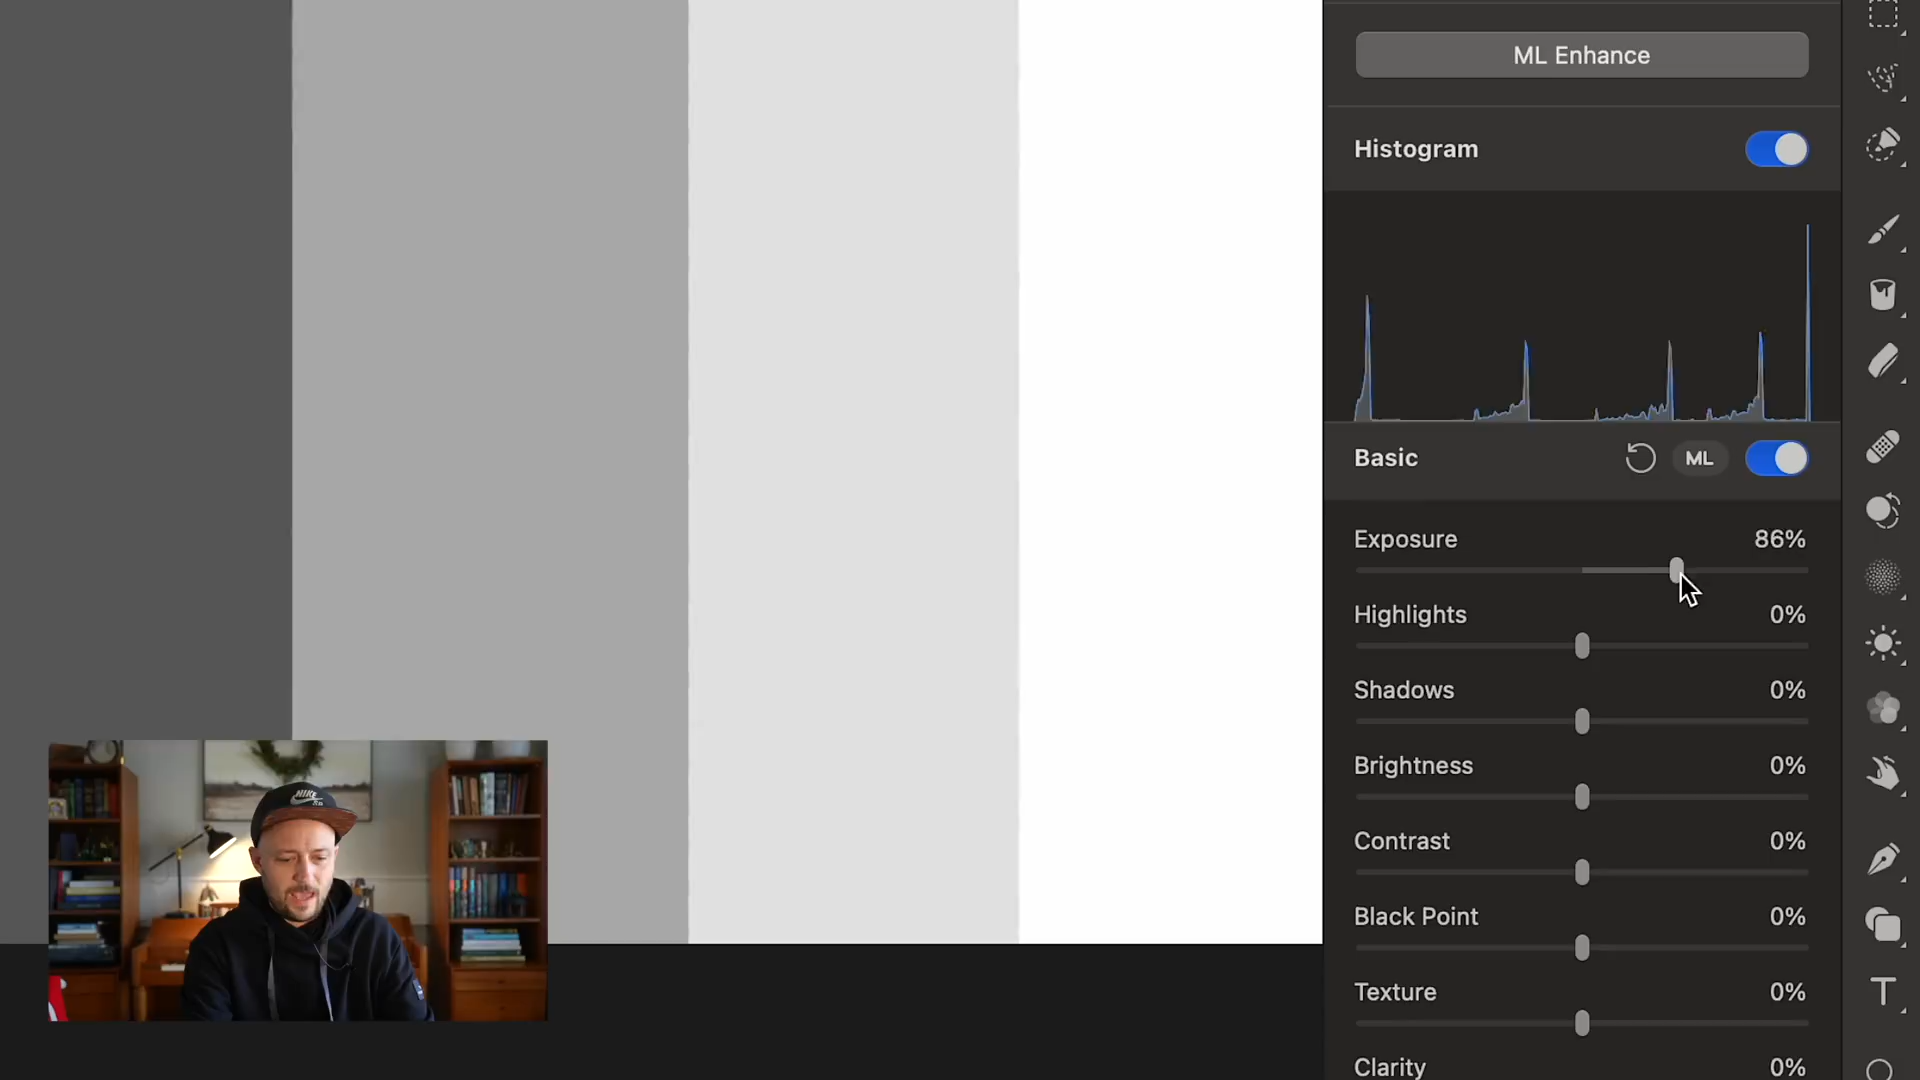 ML Enhance
Histogram
Basic
ML
Exposure 86%
Highlights 0%
Shadows 0%
Brightness 0%
Contrast 0%
Black Point 0%
Texture 0%
Clarity 0%
T
NIKE